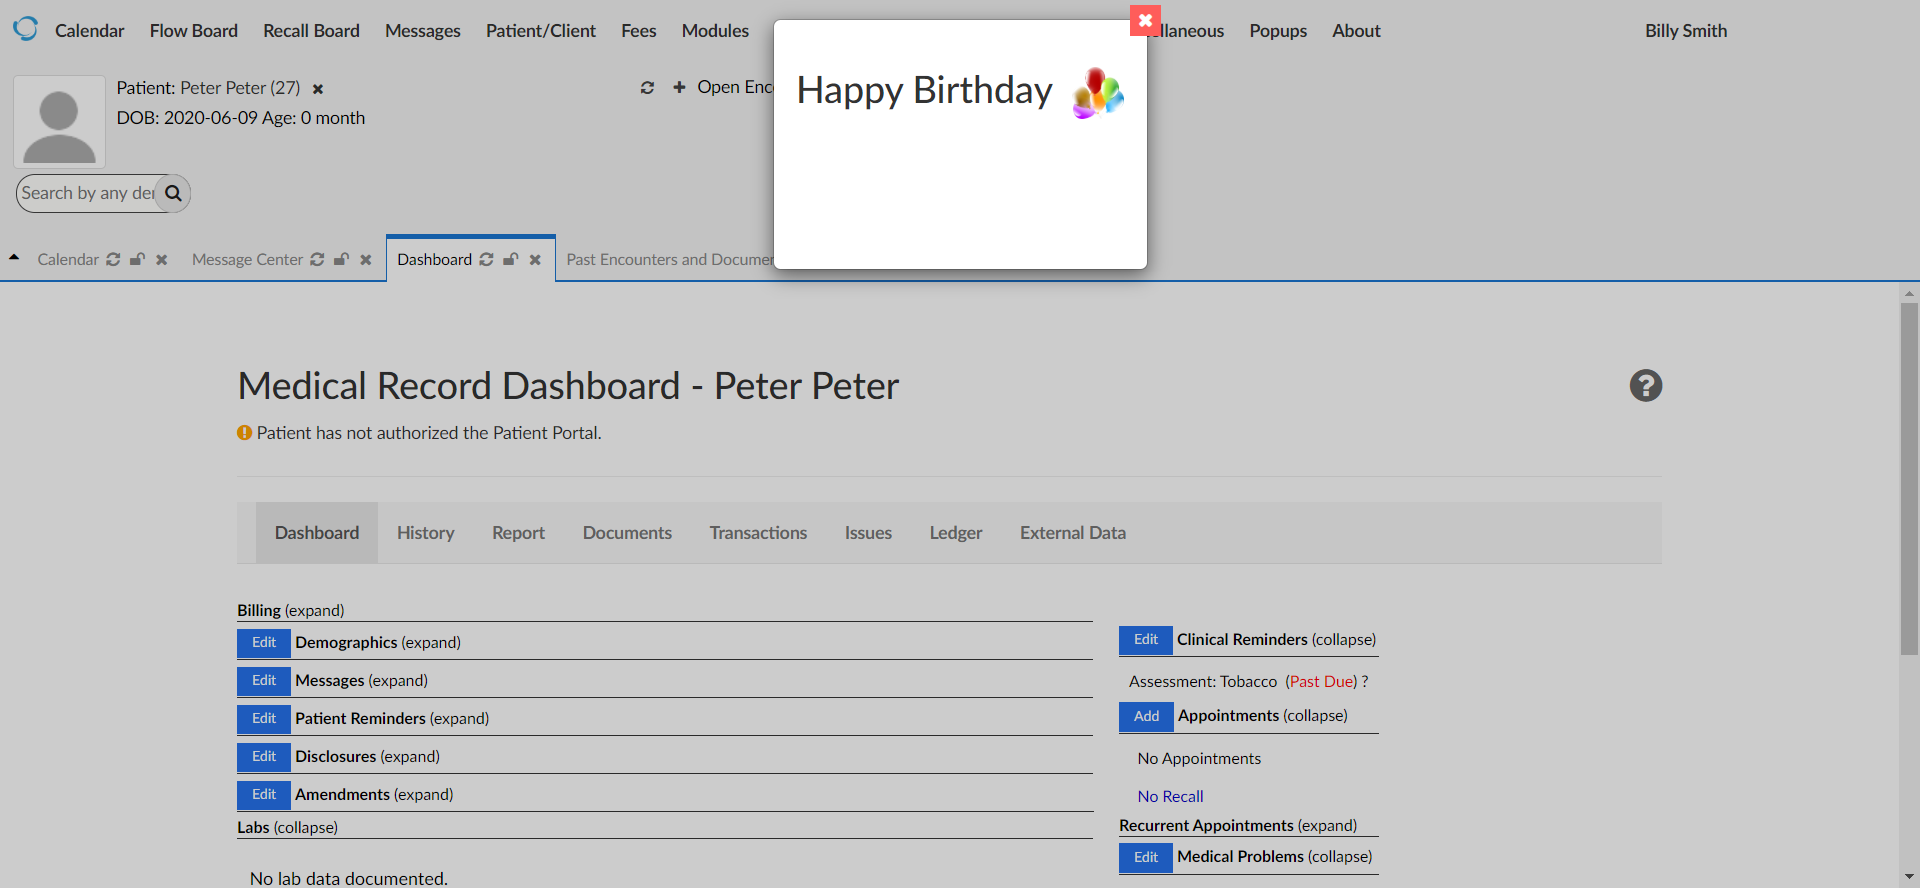 Calendar Flow Board Recall Board Messages Patient/Client Fees Modules llaneous Popups About Billy Smith
Happy Birthday
Patient: Peter Peter (27)
DOB: 2020-06-09 Age: 0 month
Open Enc
Search by any de
Calendar Message Center Dashboard Past Encounters and Docume
Medical Record Dashboard - Peter Peter
Patient has not authorized the Patient Portal.
Dashboard History Report Documents Transactions Issues Ledger External Data
Billing (expand)
Edit Demographics (expand)
Edit Messages (expand)
Edit Patient Reminders (expand)
Edit Disclosures (expand)
Edit Amendments (expand)
Labs (collapse)
No lab data documented.
Edit Clinical Reminders (collapse)
Assessment: Tobacco (Past Due) ?
Add Appointments (collapse)
No Appointments
No Recall
Recurrent Appointments (expand)
Edit Medical Problems (collapse)